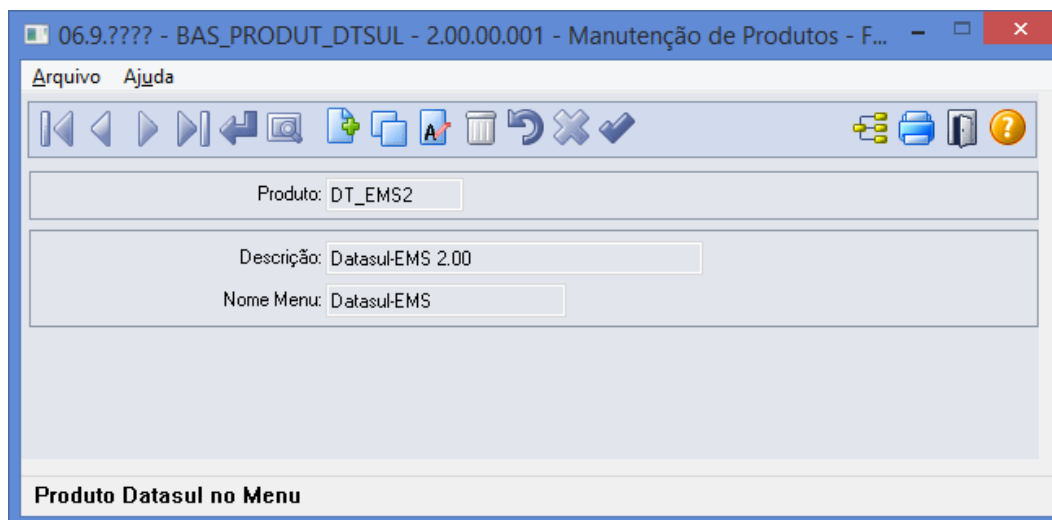 06.9.???? - BAS_PRODUT_DTSUL - 2.00.00.001 - Manutenção de Produtos - F...
Arquivo Ajuda
Produto: DT_EMS2
Descrição: Datasul-EMS 2.00
Nome Menu: Datasul-EMS
Produto Datasul no Menu